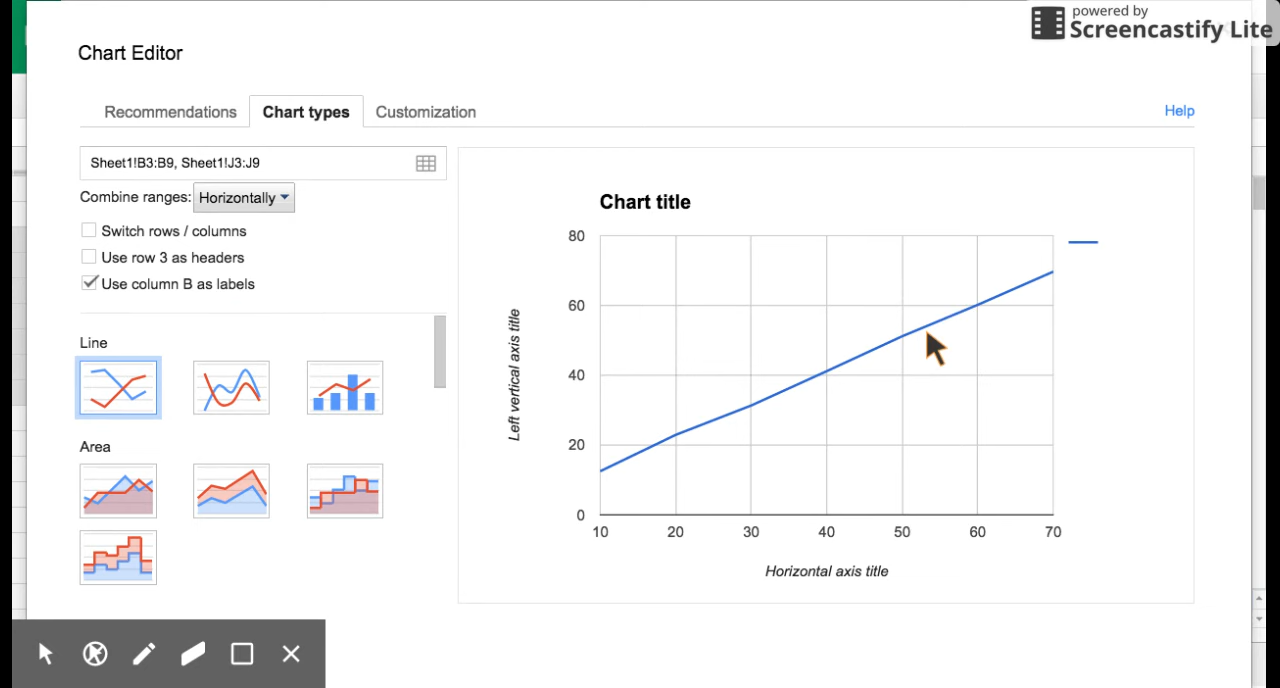 powered by
Screencastify Lite
Chart Editor
Recommendations
Chart types
Customization
Help
Sheet1!B3:B9, Sheet1!J3:J9
Combine ranges: Horizontally
Switch rows / columns
Use row 3 as headers
Use column B as labels
Line
Area
Chart title
80
60
40
20
0
10 20 30 40 50 60 70
Left vertical axis title
Horizontal axis title